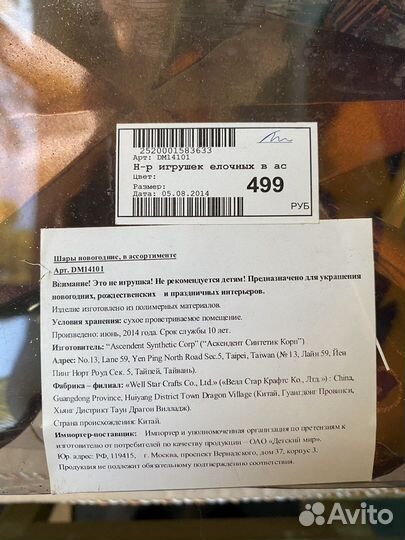 2520001583633
Арт: DM14101
Н-р игрушек елочных в ас
Цвет:
Размер:
499
Дата: 05.08.2014
РУБ
Шары новогодние, в ассортименте
Арт. DM14101
Внимание! Это не игрушка! Не рекомендуется детям! Предназначено для украшения
новогодних, рождественских и праздничных интерьеров.
Изделие изготовлено из полимерных материалов.
Условия хранения: сухое проветриваемое помещение.
Произведено: июнь, 2014 года. Срок службы 10 лет.
Изготовитель: “Ascendent Synthetic Corp” (“Аскендент Синтетик Корп”)
Адрес: No.13, Lane 59, Yen Ping North Road Sec.5, Taipei, Taiwan (№ 13, Лайн 59, Йен
Пинг Норт Роуд Сек. 5, Тайпей, Тайвань).
Фабрика – филиал: «Well Star Crafts Co., Ltd.» («Велл Стар Крафтс Ко., Лтд.») : China,
Guangdong Province, Huiyang District Town Dragon Village (Китай, Гуангдонг Провинси,
Хьянг Дистрикт Таун Драгон Вилладж).
Страна происхождения: Китай.
Импортер-поставщик: Импортер и уполномоченная организация по претензиям к
изготовителю от потребителей по качеству продукции – ОАО «Детский мир».
Юр. адрес: РФ, 119415, г. Москва, проспект Вернадского, дом 37, корпус 3.
Продукция не подлежит обязательному подтверждению соответствия.
Avito